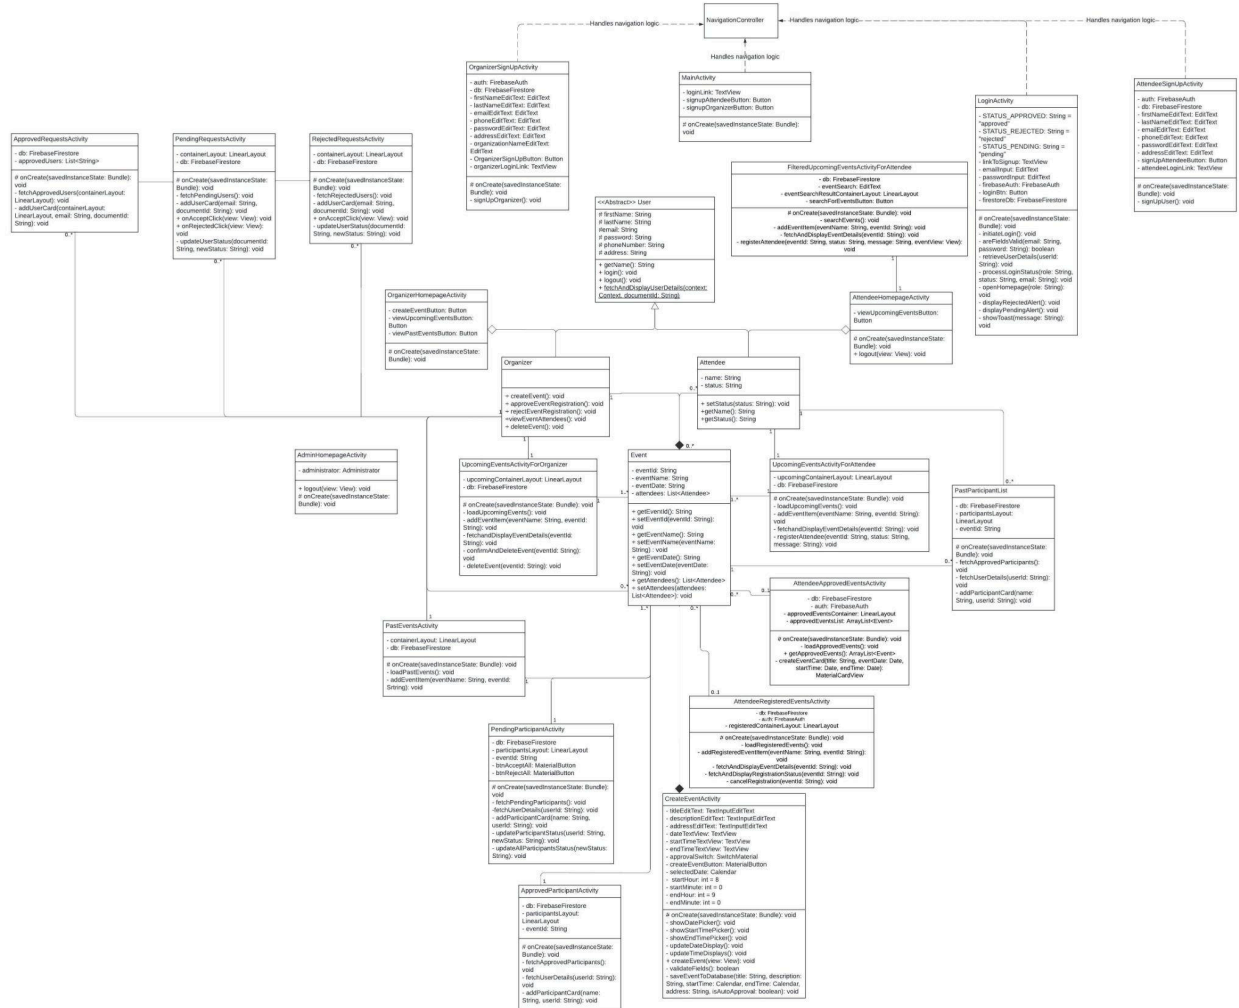 Handles navigation logic
NavigationController
Handles navigation logic
Handles navigation logic
Handles navigation logic
OrganizerSignUpActivity
- auth: FirebaseAuth
- db: FIrebaseFirestore
- firstNameEditText: EditText
- lastNameEditText: EditText
- emailEditText: EditText
- phoneEditText: EditText
- passwordEditText: EditText
- addressEditText: EditText
- organizationNameEditText:
EditText
- OrganizerSignUpButton: Button
- organizerLoginLink: TextView
# onCreate(savedInstanceState:
Bundle): void
- signUpOrganizer(): void
MainActivity
- loginLink: TextView
- signupAttendeeButton: Button
- signupOrganizerButton: Button
# onCreate(savedInstanceState: Bundle):
void
LoginActivity
- STATUS_APPROVED: String =
"approved"
- STATUS_REJECTED: String =
"rejected"
- STATUS_PENDING: String =
"pending"
- linkToSignup: TextView
- emailInput: EditText
- passwordInput: EditText
- firebaseAuth: FirebaseAuth
- loginBtn: Button
- firestoreDb: FirebaseFirestore
# onCreate(savedInstanceState:
Bundle): void
- initiateLogin(): void
- areFieldsValid(email: String,
password: String): boolean
- retrieveUserDetails(userId:
String): void
- processLoginStatus(role: String,
status: String, email: String): void
- openHomepage(role: String):
void
- displayRejectedAlert(): void
- displayPendingAlert(): void
- showToast(message: String):
void
AttendeeSignUpActivity
- auth: FirebaseAuth
- db: FirebaseFirestore
- firstNameEditText: EditText
- lastNameEditText: EditText
- emailEditText: EditText
- phoneEditText: EditText
- passwordEditText: EditText
- addressEditText: EditText
- signUpAttendeeButton: Button
- attendeeLoginLink: TextView
# onCreate(savedInstanceState:
Bundle): void
- signUpUser(): void
ApprovedRequestsActivity
- db: FirebaseFirestore
- approvedUsers: List<String>
# onCreate(savedInstanceState: Bundle):
void
- fetchApprovedUsers(containerLayout:
LinearLayout): void
- addUserCard(containerLayout:
LinearLayout, email: String, documentId:
String): void
0..*
PendingRequestsActivity
- containerLayout: LinearLayout
- db: FirebaseFirestore
# onCreate(savedInstanceState:
Bundle): void
- fetchPendingUsers(): void
- addUserCard(email: String,
documentId: String): void
+ onAcceptClick(view: View): void
+ onRejectedClick(view: View):
void
- updateUserStatus(documentId:
String, newStatus: String): void
0..*
RejectedRequestsActivity
- containerLayout: LinearLayout
- db: FirebaseFirestore
# onCreate(savedInstanceState:
Bundle): void
- fetchRejectedUsers(): void
- addUserCard(email: String,
documentId: String): void
+ onAcceptClick(view: View): void
- updateUserStatus(documentId:
String, newStatus: String): void
0..*
FilteredUpcomingEventsActivityForAttendee
- db: FirebaseFirestore
- eventSearch: EditText
- eventSearchResultContainerLayout: LinearLayout
- searchForEventsButton: Button
# onCreate(savedInstanceState: Bundle): void
- searchEvents(): void
- addEventItem(eventName: String, eventId: String): void
- fetchAndDisplayEventDetails(eventId: String): void
- registerAttendee(eventId: String, status: String, message: String, eventView: View):
void
1
<<Abstract>> User
# firstName: String
# lastName: String
#email: String
# password: String
# phoneNumber: String
# address: String
+ getName(): String
+ login(): void
+ logout(): void
+ fetchAndDisplayUserDetails(context:
Context, documentId: String)
OrganizerHomepageActivity
- createEventButton: Button
- viewUpcomingEventsButton:
Button
- viewPastEventsButton: Button
# onCreate(savedInstanceState:
Bundle): void
1
AttendeeHomepageActivity
- viewUpcomingEventsButton:
Button
# onCreate(savedInstanceState:
Bundle): void
+ logout(view: View): void
Organizer
+ createEvent(): void
+ approveEventRegistration(): void
+ rejectEventRegistration(): void
+viewEventAttendees(): void
+ deleteEvent(): void
1
1
1
1
0..*
Attendee
- name: String
- status: String
+ setStatus(status: String): void
+getName(): String
+getStatus(): String
1
1
0..*
AdminHomepageActivity
- administrator: Administrator
+ logout(view: View): void
# onCreate(savedInstanceState:
Bundle): void
UpcomingEventsActivityForOrganizer
- upcomingContainerLayout: LinearLayout
- db: FirebaseFirestore
# onCreate(savedInstanceState: Bundle): void
- loadUpcomingEvents(): void
- addEventItem(eventName: String, eventId:
String): void
- fetchandDisplayEventDetails(eventId:
String): void
- confirmAndDeleteEvent(eventId: String):
void
- deleteEvent(eventId: String): void
1
1..*
Event
- eventId: String
- eventName: String
- eventDate: String
- attendees: List<Attendee>
+ getEventId(): String
+ setEventId(eventId: String):
void
+ getEventName(): String
+ setEventName(eventName:
String) : void
+ getEventDate(): String
+ setEventDate(eventDate:
String): void
+ getAttendees(): List<Attendee>
+ setAttendees(attendees:
List<Attendee>): void
1..*
1
0..*
0..*
1..*
0..*
UpcomingEventsActivityForAttendee
- upcomingContainerLayout: LinearLayout
- db: FirebaseFirestore
# onCreate(savedInstanceState: Bundle): void
- loadUpcomingEvents(): void
- addEventItem(eventName: String, eventId: String):
void
- fetchandDisplayEventDetails(eventId: String): void
- registerAttendee(eventId: String, status: String,
message: String): void
1
0..*
PastParticipantList
- db: FirebaseFirestore
- participantsLayout:
LinearLayout
- eventId: String
# onCreate(savedInstanceState:
Bundle): void
- fetchApprovedParticipants():
void
- fetchUserDetails(userId: String):
void
- addParticipantCard(name:
String, userId: String): void
0..*
0..1
AttendeeApprovedEventsActivity
- db: FirebaseFirestore
- auth: FirebaseAuth
- approvedEventsContainer: LinearLayout
- approvedEventsList: ArrayList<Event>
# onCreate(savedInstanceState: Bundle): void
- loadApprovedEvents(): void
+ getApprovedEvents(): ArrayList<Event>
- createEventCard(title: String, eventDate: Date,
startTime: Date, endTime: Date):
MaterialCardView
1
PastEventsActivity
- containerLayout: LinearLayout
- db: FirebaseFirestore
# onCreate(savedInstanceState: Bundle): void
- loadPastEvents(): void
- addEventItem(eventName: String, eventId:
Srtring): void
1
0..1
AttendeeRegisteredEventsActivity
- db: FirebaseFirestore
- auth: FirebaseAuth
- registeredContainerLayout: LinearLayout
# onCreate(savedInstanceState: Bundle): void
- loadRegisteredEvents(): void
- addRegisteredEventItem(eventName: String, eventId: String):
void
- fetchAndDisplayEventDetails(eventId: String): void
- fetchAndDisplayRegistrationStatus(eventId: String): void
- cancelRegistration(eventId: String): void
1
PendingParticipantActivity
- db: FirebaseFirestore
- participantsLayout: LinearLayout
- eventId: String
- btnAcceptAll: MaterialButton
- btnRejectAll: MaterialButton
# onCreate(savedInstanceState: Bundle):
void
- fetchPendingParticipants(): void
-fetchUserDetails(userId: String): void
- addParticipantCard(name: String,
userId: String): void
- updateParticipantStatus(userId: String,
newStatus: String): void
- updateAllParticipantsStatus(newStatus:
String): void
CreateEventActivity
- titleEditText: TextInputEditText
- descriptionEditText: TextInputEditText
- addressEditText: TextInputEditText
- dateTextView: TextView
- startTimeTextView: TextView
- endTimeTextView: TextView
- approvalSwitch: SwitchMaterial
- createEventButton: MaterialButton
- selectedDate: Calendar
- startHour: int = 8
- startMinute: int = 0
- endHour: int = 9
- endMinute: int = 0
# onCreate(savedInstanceState: Bundle): void
- showDatePicker(): void
- showStartTimePicker(): void
- showEndTimePicker(): void
- updateDateDisplay(): void
- updateTimeDisplays(): void
+ createEvent(view: View): void
- validateFields(): boolean
- saveEventToDatabase(title: String, description:
String, startTime: Calendar, endTime: Calendar,
address: String, isAutoApproval: boolean): void
1
ApprovedParticipantActivity
- db: FirebaseFirestore
- participantsLayout:
LinearLayout
- eventId: String
# onCreate(savedInstanceState:
Bundle): void
- fetchApprovedParticipants():
void
- fetchUserDetails(userId: String):
void
- addParticipantCard(name:
String, userId: String): void